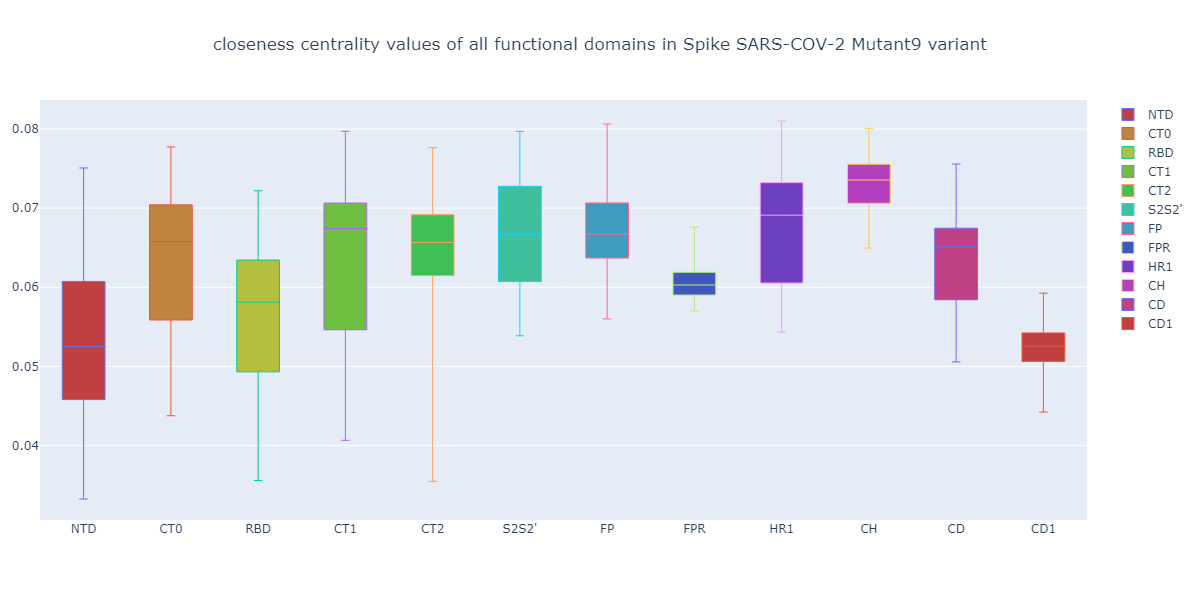 closeness centrality values of all functional domains in Spike SARS-COV-2 Mutant9 variant
0.08
0.07
0.06
0.05
0.04
NTD CT0 RBD CT1 CT2 S2S2' FP FPR HR1 CH CD CD1
NTD
CT0
RBD
CT1
CT2
S2S2'
FP
FPR
HR1
CH
CD
CD1